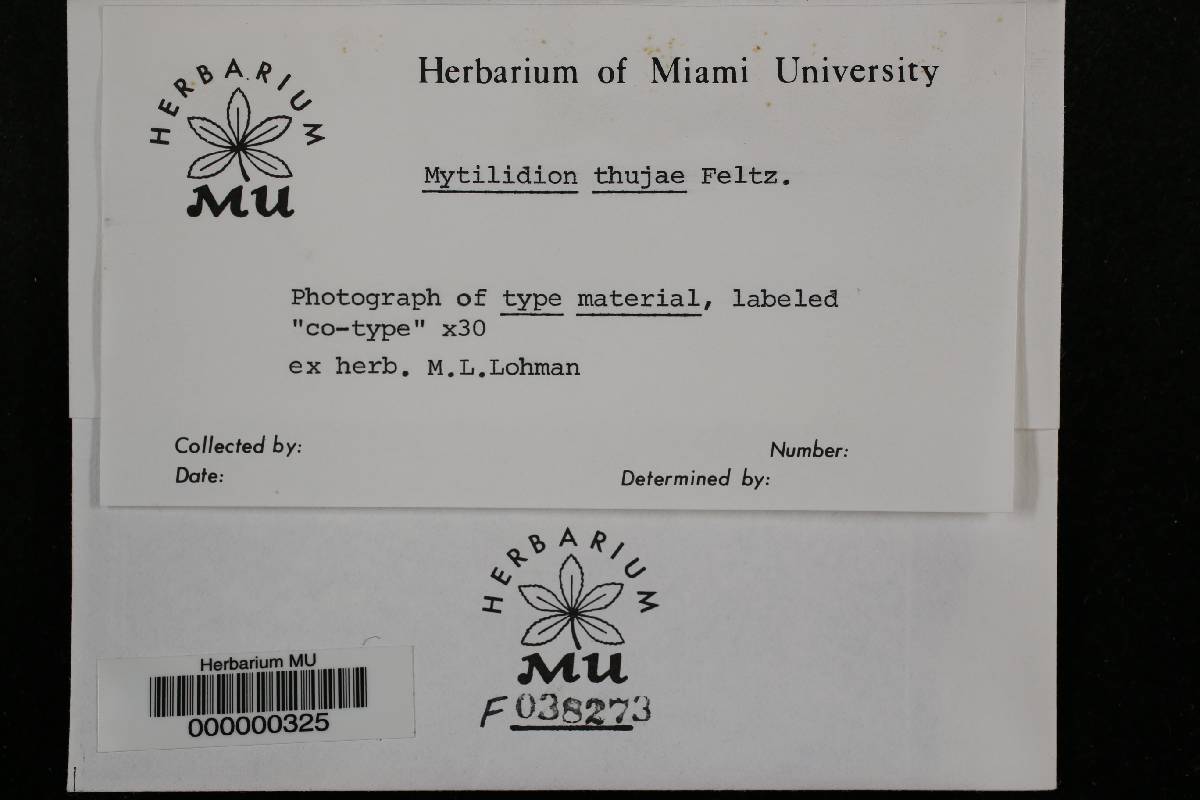 HERBARIUM
MU
Herbarium of Miami University
Mytilidion thujae Feltz.
Photograph of type material, labeled
"co-type" x30
ex herb. M.L.Lohman
Collected by:
Number:
Date:
Determined by:
HERBARIUM
MU
F 038273
Herbarium MU
000000325